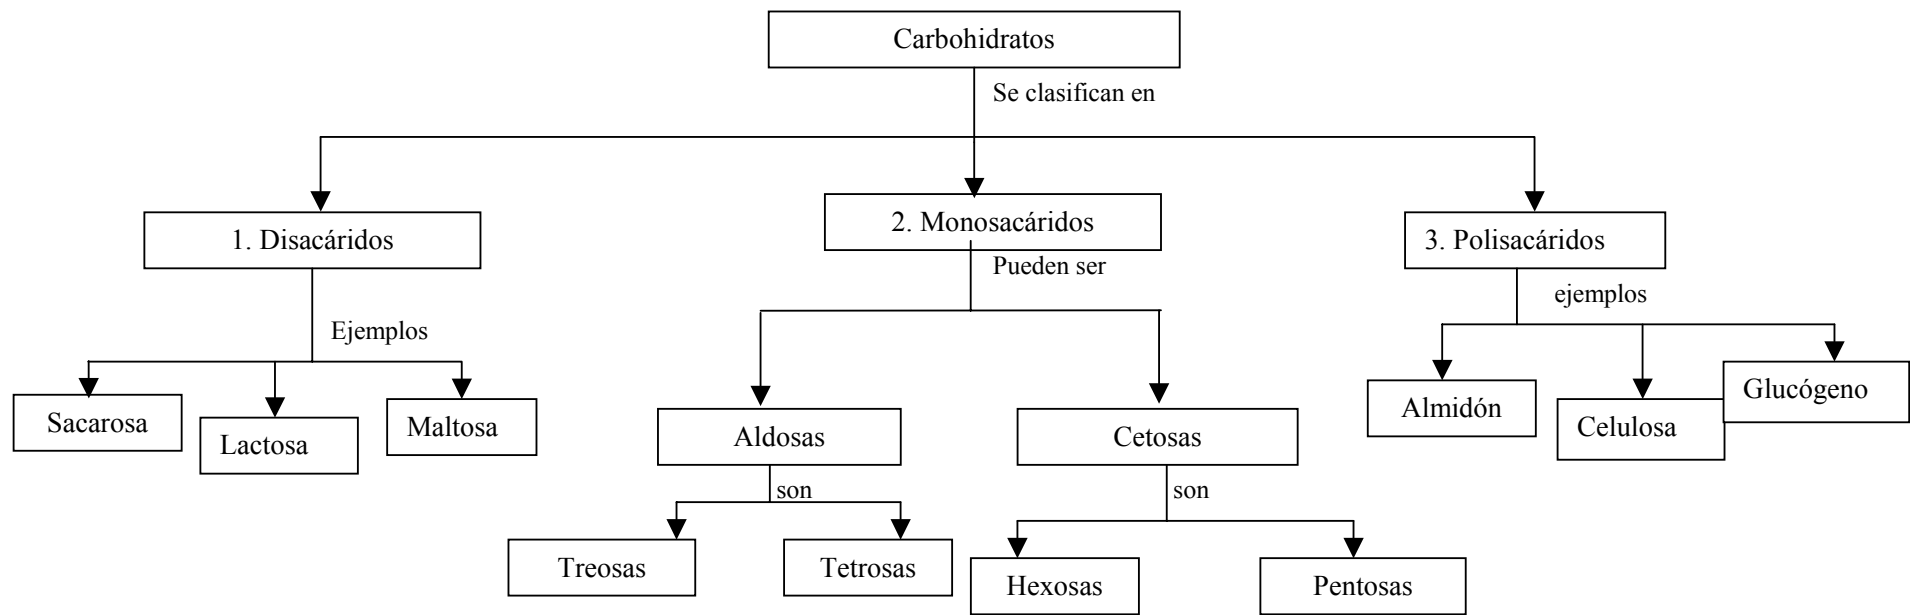 Carbohidratos
Se clasifican en
1. Disacáridos
2. Monosacáridos
3. Polisacáridos
Ejemplos
Pueden ser
ejemplos
Sacarosa
Lactosa
Maltosa
Aldosas
Cetosas
Almidón
Celulosa
Glucógeno
son
son
Treosas
Tetrosas
Hexosas
Pentosas